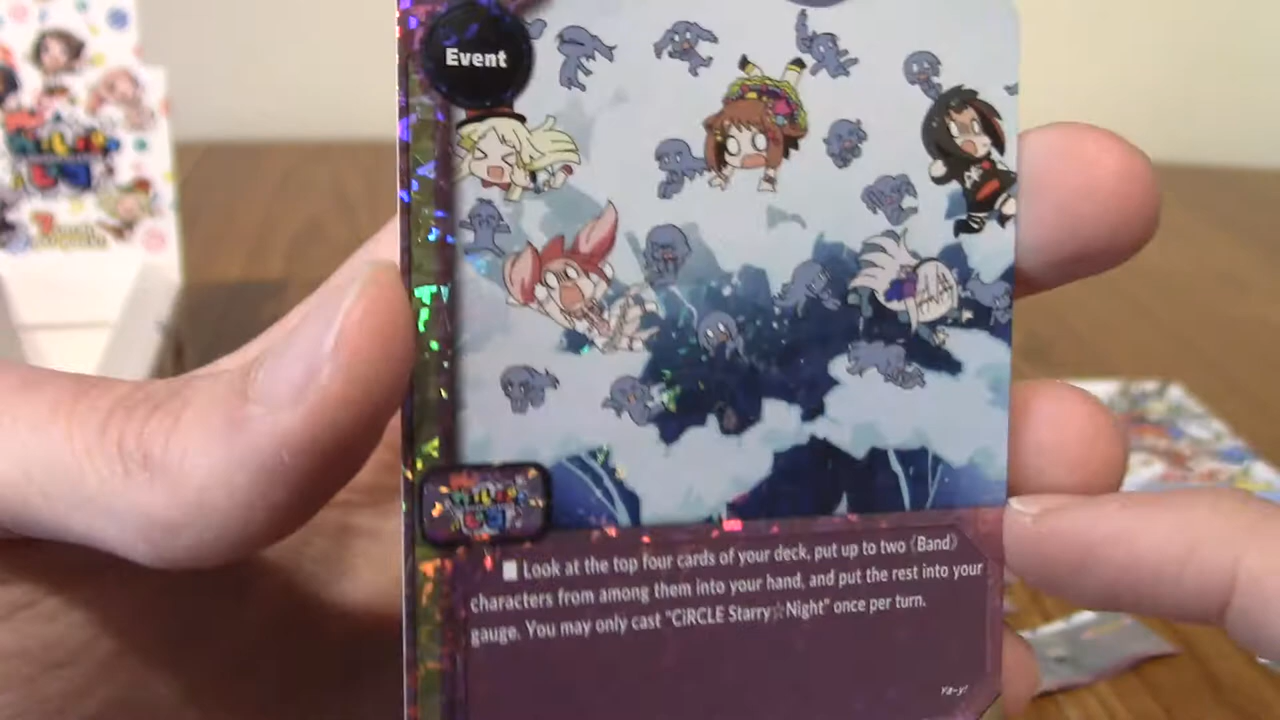 Event
■ Look at the top four cards of your deck, put up to two《Band》
characters from among them into your hand, and put the rest into your
gauge. You may only cast "CiRCLE Starry☆Night" once per turn.
Ya-y!